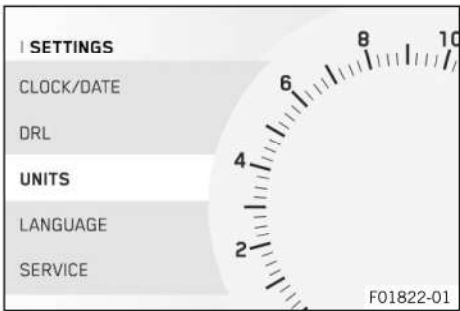 SETTINGS
CLOCK/DATE
DRL
UNITS
LANGUAGE
SERVICE
2
4
6
8
10
F01822-01